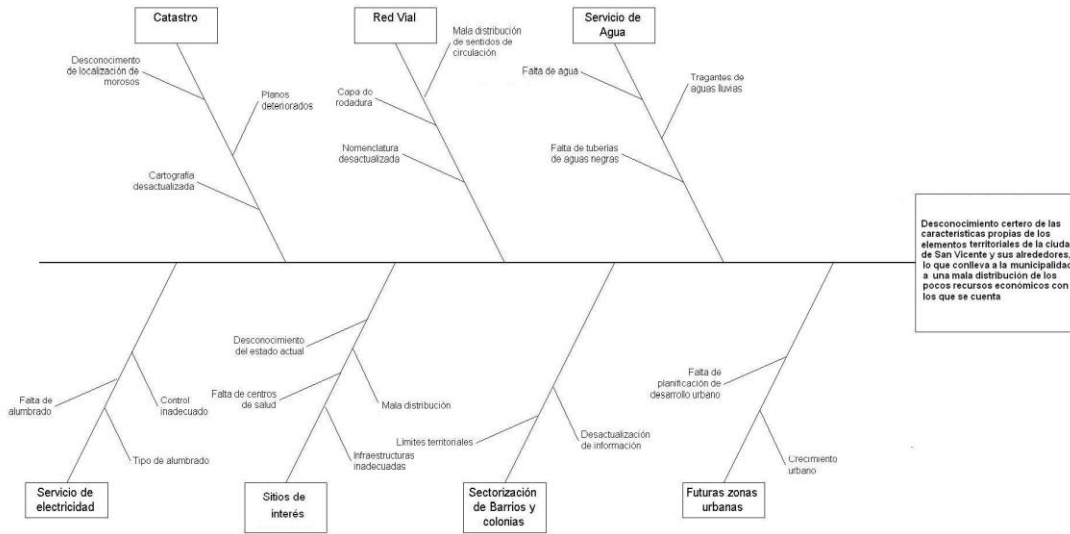 Catastro
Red Vial
Servicio de
Agua
Desconocimento
de localización de
morosos
Planos
deteriorados
Cartografía
desactualizada
Mala distribución
de sentidos de
circulación
Capa do
rodadura
Nomenclatura
desactualizada
Falta de agua
Tragantes de
aguas lluvias
Falta de tuberías
de aguas negras
Desconocimiento certero de las
características propias de los
elementos territoriales de la ciuda
de San Vicente y sus alrededores,
lo que conlleva a la municipalidad
a una mala distribución de los
pocos recursos económicos con
los que se cuenta
Falta de
alumbrado
Control
inadecuado
Tipo de alumbrado
Servicio de
electricidad
Desconocimiento
del estado actual
Falta de centros
de salud
Mala distribución
Infraestructuras
inadecuadas
Sitios de
interés
Límites territoriales
Desactualización
de información
Sectorización
de Barrios y
colonias
Falta de
planificación de
desarrollo urbano
Crecimiento
urbano
Futuras zonas
urbanas